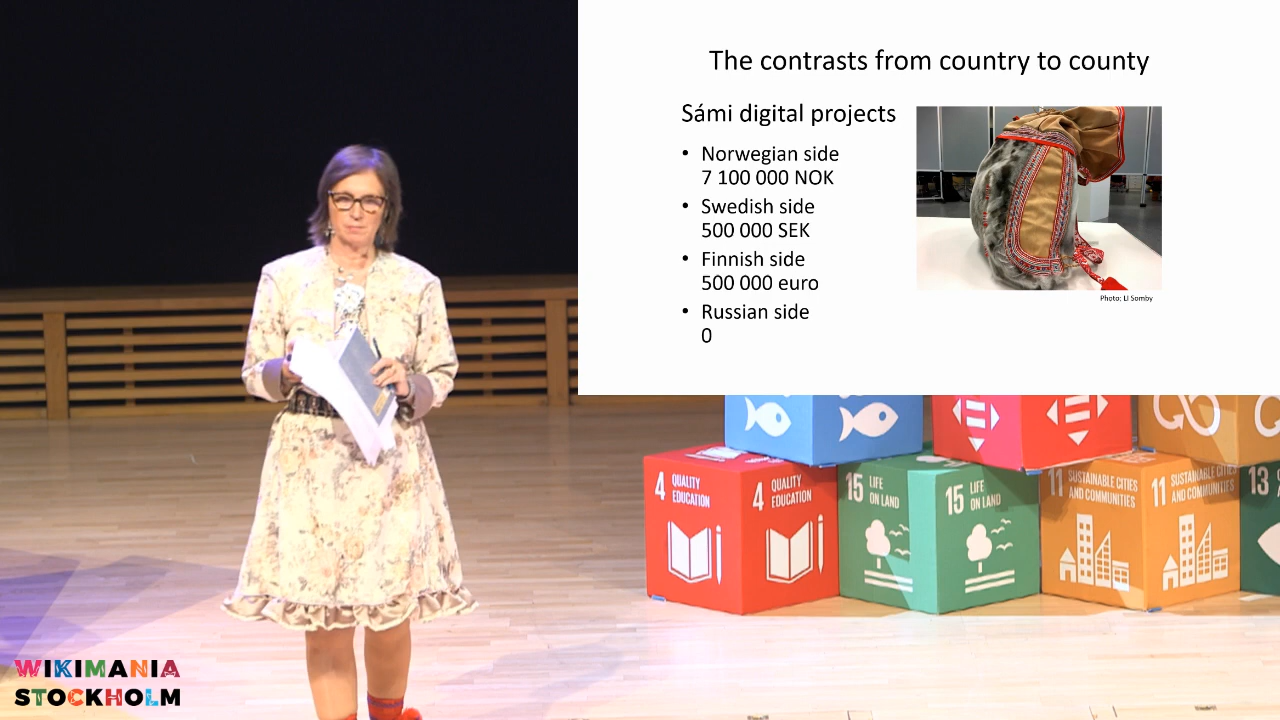 The contrasts from country to county
Sámi digital projects
• Norwegian side
7 100 000 NOK
• Swedish side
500 000 SEK
• Finnish side
500 000 euro
• Russian side
0
Photo: LI Somby
4 QUALITY
EDUCATION
4 QUALITY
EDUCATION
15 LIFE
ON LAND
15 LIFE
ON LAND
11 SUSTAINABLE CITIES
AND COMMUNITIES
11 SUSTAINABLE CITIES
AND COMMUNITIES
13
WIKIMANIA
STOCKHOLM